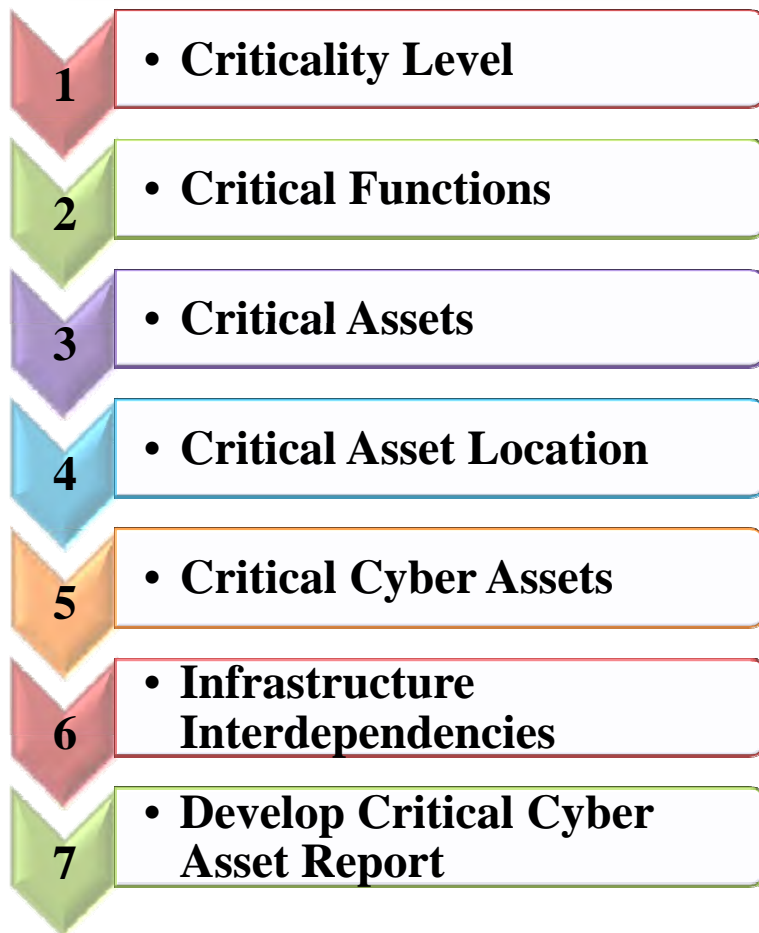 1
• Criticality Level
2
• Critical Functions
3
• Critical Assets
4
• Critical Asset Location
5
• Critical Cyber Assets
6
• Infrastructure
Interdependencies
7
• Develop Critical Cyber
Asset Report